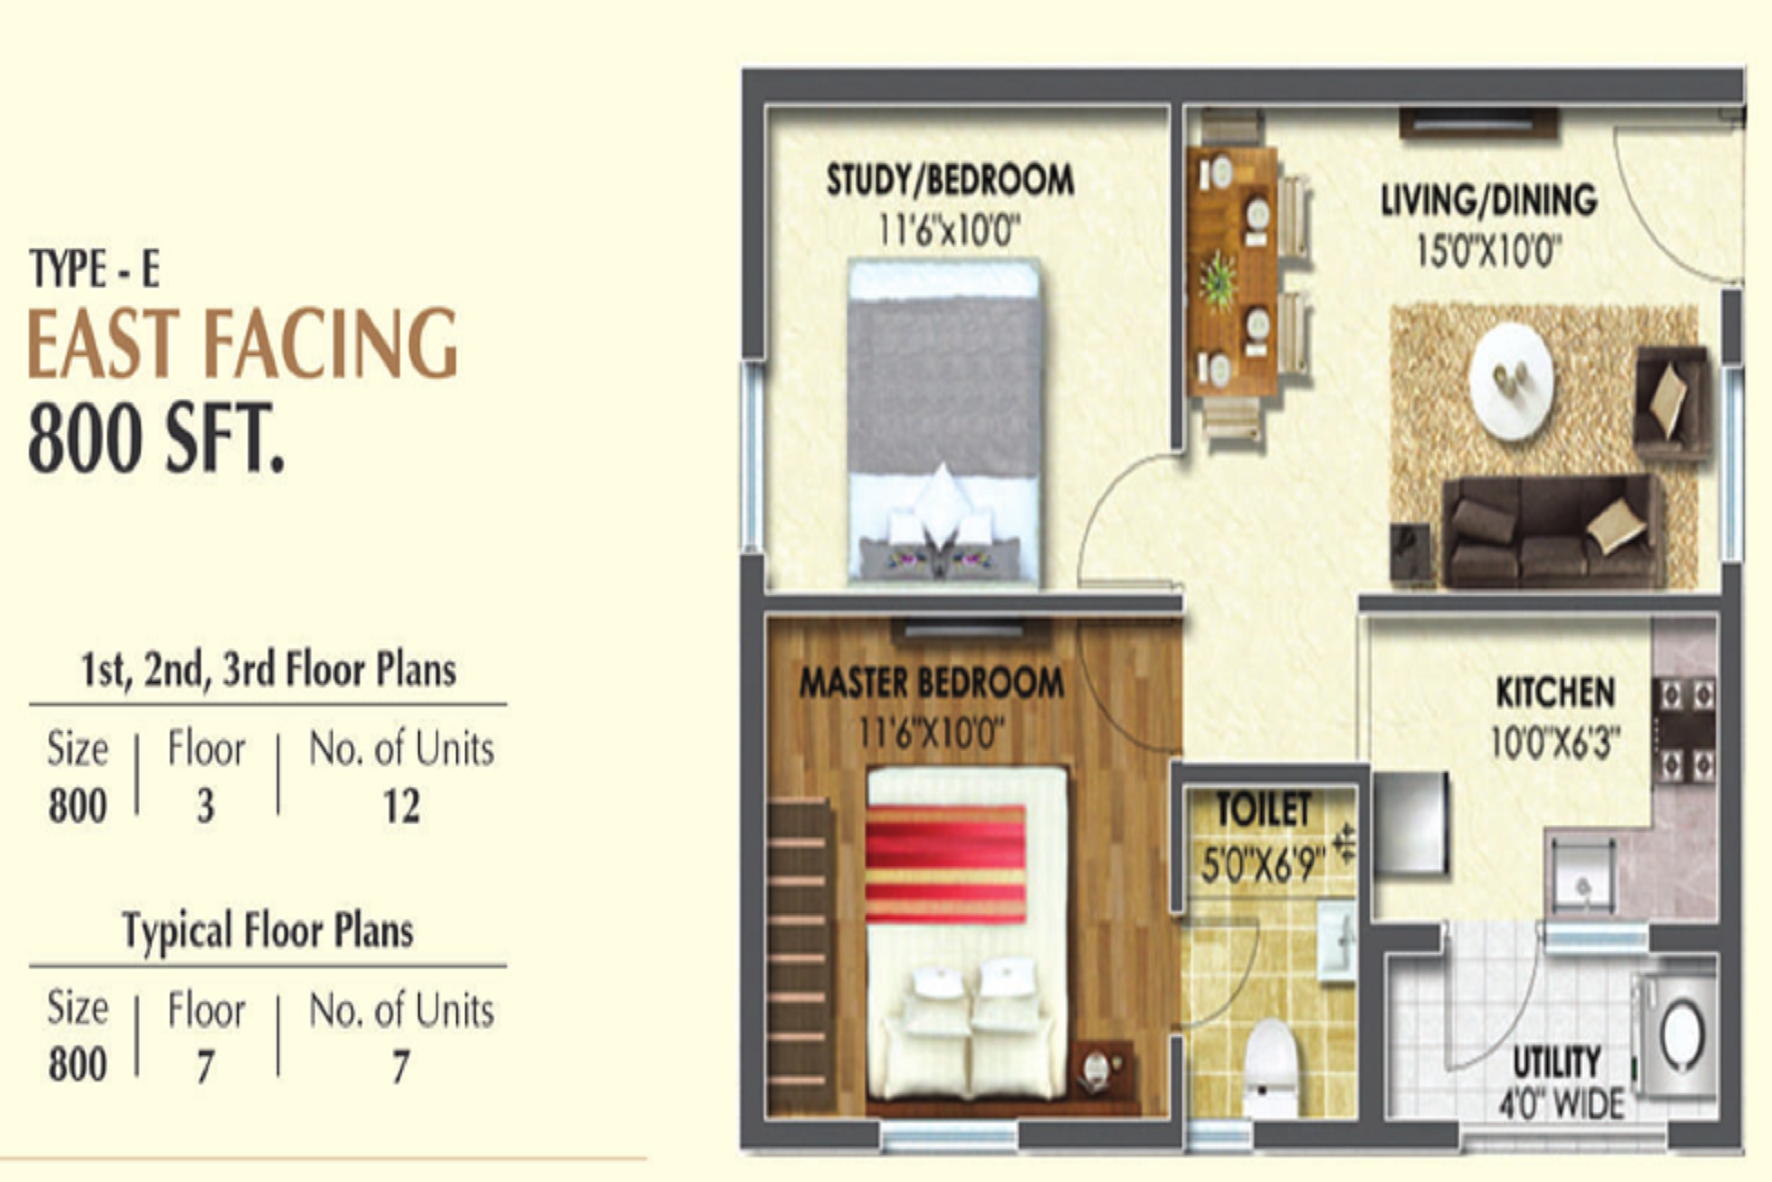 TYPE - E
EAST FACING
800 SFT.
1st, 2nd, 3rd Floor Plans
Size | Floor | No. of Units
800 | 3 | 12
Typical Floor Plans
Size | Floor | No. of Units
800 | 7 | 7
STUDY/BEDROOM
11'6"x10'0"
LIVING/DINING
15'0"X10'0"
MASTER BEDROOM
11'6"X10'0"
KITCHEN
10'0"X6'3"
TOILET
5'0"X6'9"
UTILITY
4'0" WIDE